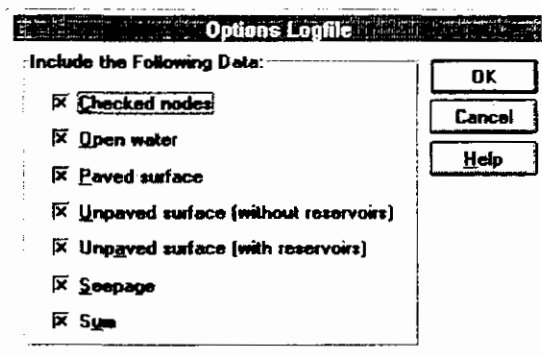 Options Logfile
Include the Following Data:
Checked nodes
Open water
Paved surface
Unpaved surface (without reservoirs)
Unpaved surface (with reservoirs)
Seepage
Sum
OK
Cancel
Help